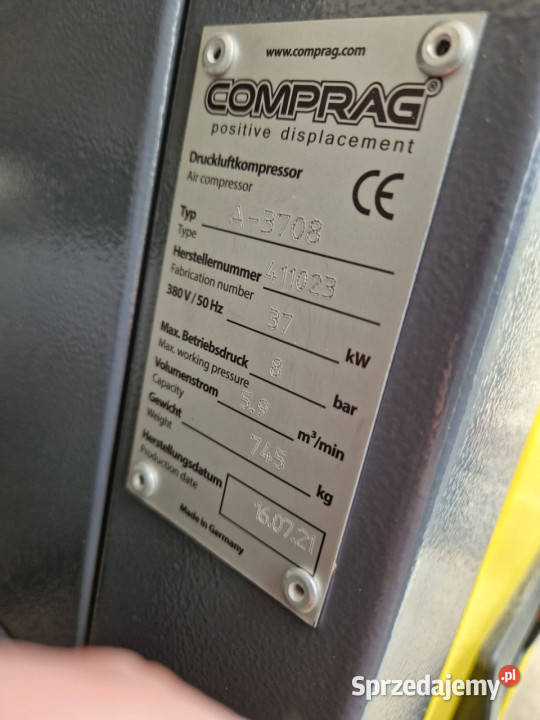 www.comprag.com
COMPRAG®
positive displacement
Druckluftkompressor
Air compressor
CE
Typ
Type
A-3708
Herstellernummer
Fabrication number
411023
380 V / 50 Hz 37 kW
Max. Betriebsdruck
Max. working pressure
8 bar
Volumenstrom
Capacity
5.9 m³/min
Gewicht
Weight
745 kg
Herstellungsdatum
Production date
16.07.21
Made in Germany
Sprzedajemy.pl